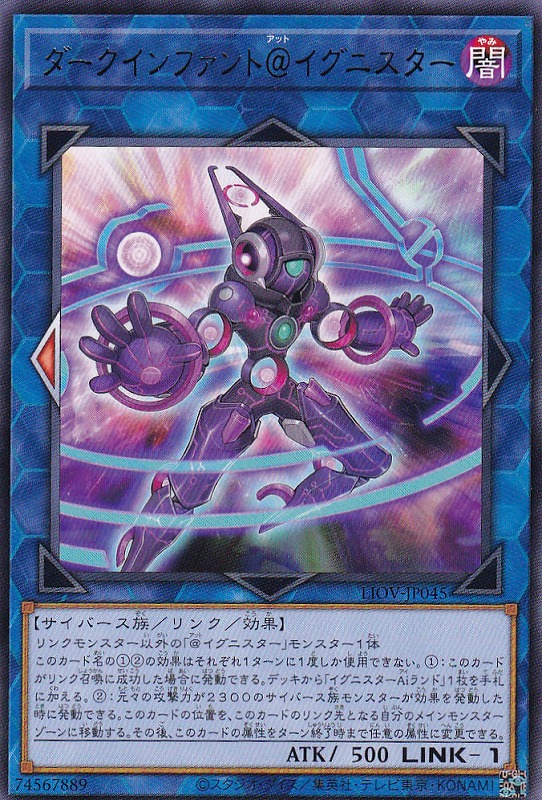 アット
ダークインファント@イグニスター
やみ
闇
LIOV-JP045
【サイバース族/リンク/効果】
リンクモンスター以外の「@イグニスター」モンスター1体
このカード名の①②の効果はそれぞれ1ターンに1度しか使用できない。①:このカード
がリンク召喚に成功した場合に発動できる。デッキから「イグニスターAiランド」1枚を手札
に加える。②:元々の攻撃力が2300のサイバース族モンスターが効果を発動した
時に発動できる。このカードの位置を、このカードのリンク先となる自分のメインモンスター
ゾーンに移動する。その後、このカードの属性をターン終了時まで任意の属性に変更できる。
ATK/ 500 LINK-1
74567889
©スタジオ・ダイス/集英社・テレビ東京・KONAMI